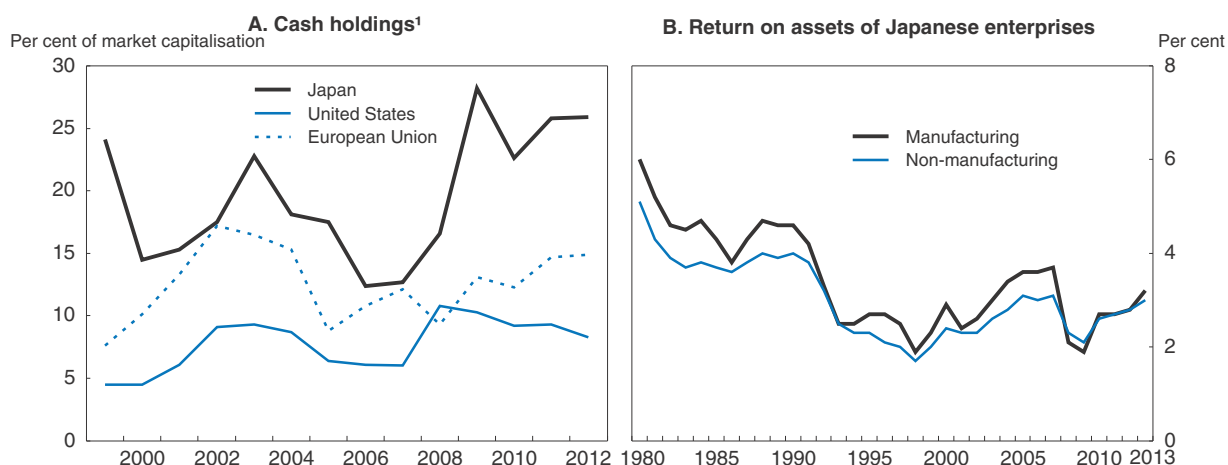 A. Cash holdings¹
Per cent of market capitalisation
30
25
20
15
10
5
0
Japan
United States
European Union
2000 2002 2004 2006 2008 2010 2012
B. Return on assets of Japanese enterprises
Per cent
8
6
4
2
0
Manufacturing
Non-manufacturing
1980 1985 1990 1995 2000 2005 2010 2013